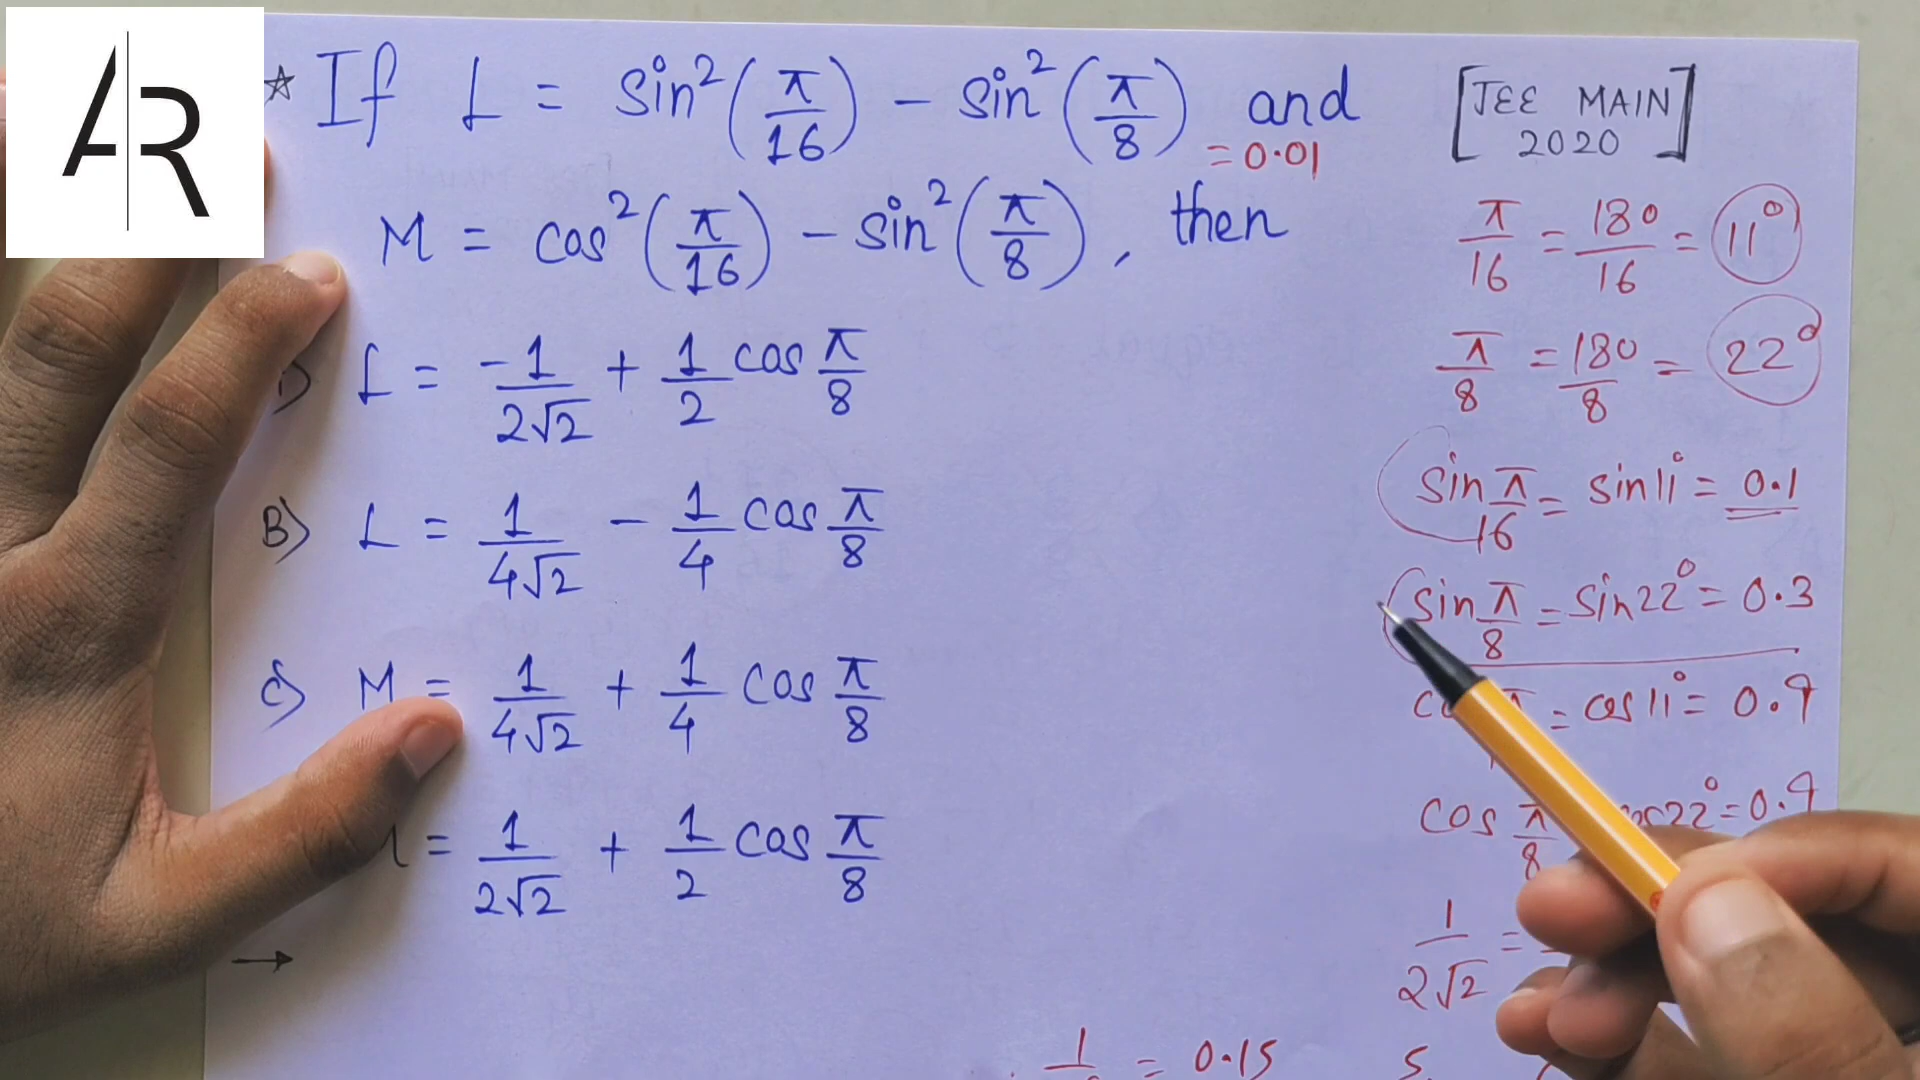 AR
☆ If L = sin²(π/16) − sin²(π/8) and
= 0.01
M = cos²(π/16) − sin²(π/8), then
) L = -1/2√2 + 1/2 cos π/8
B) L = 1/4√2 − 1/4 cos π/8
C) M = 1/4√2 + 1/4 cos π/8
= 1/2√2 + 1/2 cos π/8
→
[JEE MAIN
2020]
π/16 = 180/16 = 11°
π/8 = 180/8 = 22°
sin π/16 = sin 11° = 0.1
sin π/8 = sin 22° = 0.3
= cos 11° = 0.9
cos π/8 22° = 0.9
1/2√2 =
1 = 0.15